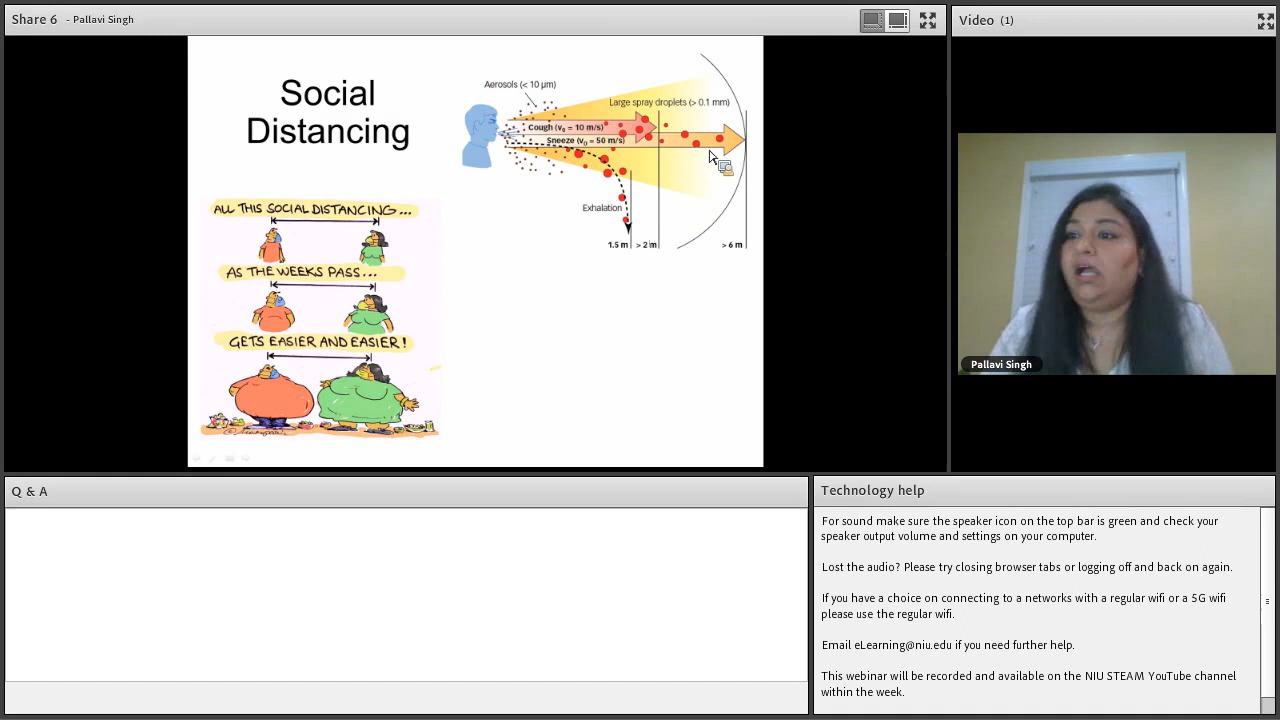 Share 6 - Pallavi Singh
Social
Distancing
Aerosols (< 10 µm)
Large spray droplets (> 0.1 mm)
Cough (v₀ = 10 m/s)
Sneeze (v₀ = 50 m/s)
Exhalation
1.5 m > 2 m > 6 m
ALL THIS SOCIAL DISTANCING...
AS THE WEEKS PASS...
GETS EASIER AND EASIER!
Video (1)
Pallavi Singh
Q & A
Technology help
For sound make sure the speaker icon on the top bar is green and check your
speaker output volume and settings on your computer.
Lost the audio? Please try closing browser tabs or logging off and back on again.
If you have a choice on connecting to a networks with a regular wifi or a 5G wifi
please use the regular wifi.
Email eLearning@niu.edu if you need further help.
This webinar will be recorded and available on the NIU STEAM YouTube channel
within the week.